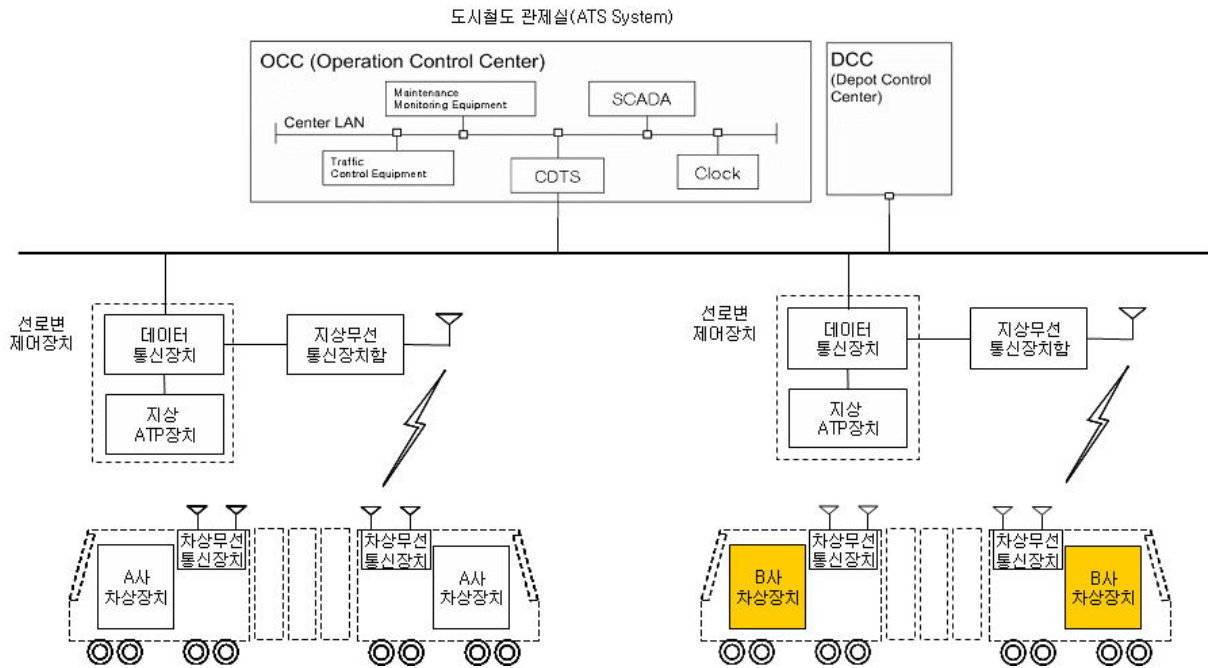 도시철도 관제실(ATS System)
OCC (Operation Control Center)
Maintenance
Monitoring Equipment
SCADA
Center LAN
Traffic
Control Equipment
CDTS
Clock
DCC
(Depot Control
Center)
선로변
제어장치
데이터
통신장치
지상무선
통신장치함
지상
ATP장치
선로변
제어장치
데이터
통신장치
지상무선
통신장치함
지상
ATP장치
A사
차상장치
차상무선
통신장치
차상무선
통신장치
A사
차상장치
B사
차상장치
차상무선
통신장치
차상무선
통신장치
B사
차상장치